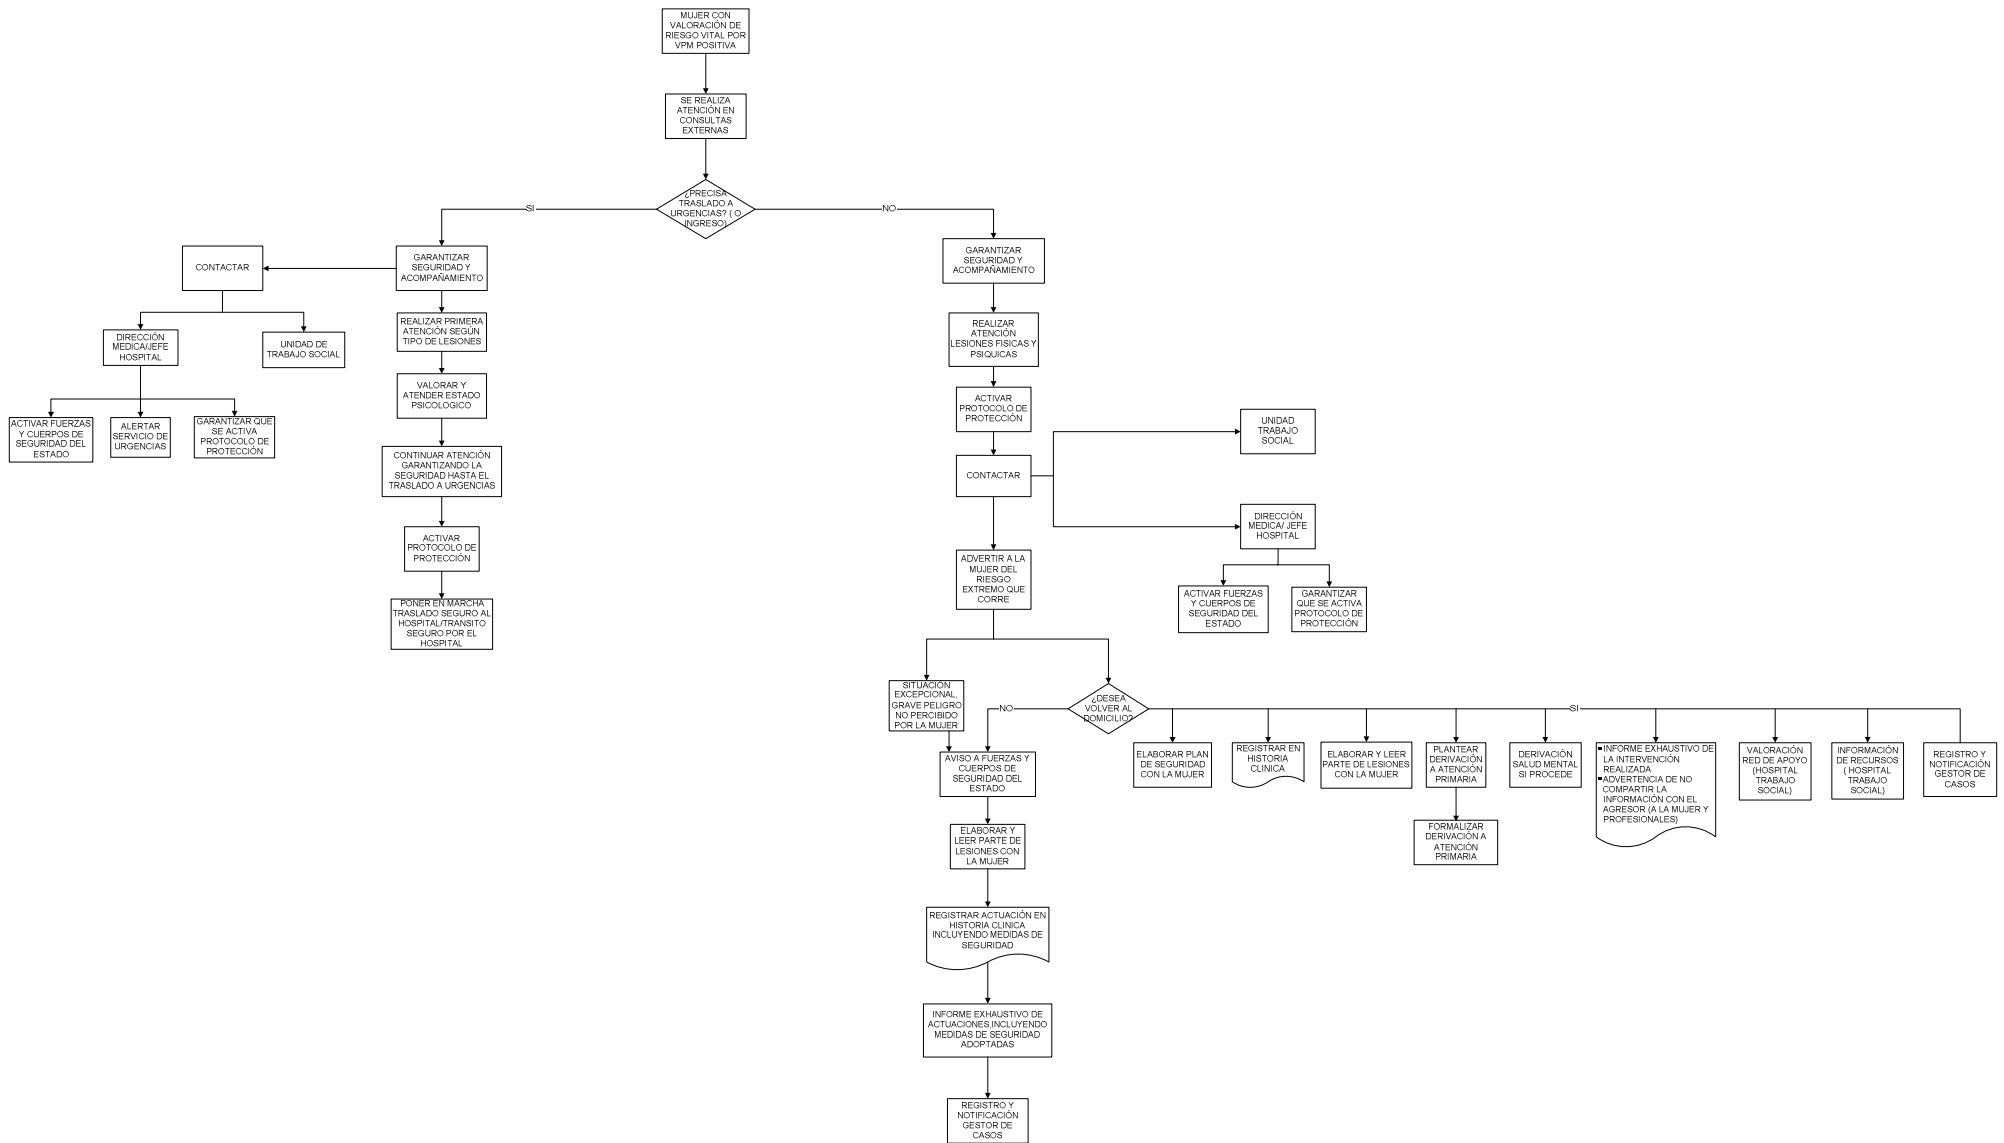 MUJER CON
VALORACIÓN DE
RIESGO VITAL POR
VPM POSITIVA
SE REALIZA
ATENCIÓN EN
CONSULTAS
EXTERNAS
¿PRECISA
TRASLADO A
URGENCIAS? ( O
INGRESO)
SI
NO
CONTACTAR
GARANTIZAR
SEGURIDAD Y
ACOMPAÑAMIENTO
DIRECCIÓN
MEDICA/JEFE
HOSPITAL
UNIDAD DE
TRABAJO SOCIAL
ACTIVAR FUERZAS
Y CUERPOS DE
SEGURIDAD DEL
ESTADO
ALERTAR
SERVICIO DE
URGENCIAS
GARANTIZAR QUE
SE ACTIVA
PROTOCOLO DE
PROTECCIÓN
REALIZAR PRIMERA
ATENCIÓN SEGÚN
TIPO DE LESIONES
VALORAR Y
ATENDER ESTADO
PSICOLOGICO
CONTINUAR ATENCIÓN
GARANTIZANDO LA
SEGURIDAD HASTA EL
TRASLADO A URGENCIAS
ACTIVAR
PROTOCOLO DE
PROTECCIÓN
PONER EN MARCHA
TRASLADO SEGURO AL
HOSPITAL/TRANSITO
SEGURO POR EL
HOSPITAL
GARANTIZAR
SEGURIDAD Y
ACOMPAÑAMIENTO
REALIZAR
ATENCIÓN
LESIONES FISICAS Y
PSIQUICAS
ACTIVAR
PROTOCOLO DE
PROTECCIÓN
CONTACTAR
UNIDAD
TRABAJO
SOCIAL
DIRECCIÓN
MEDICA/ JEFE
HOSPITAL
ACTIVAR FUERZAS
Y CUERPOS DE
SEGURIDAD DEL
ESTADO
GARANTIZAR
QUE SE ACTIVA
PROTOCOLO DE
PROTECCIÓN
ADVERTIR A LA
MUJER DEL
RIESGO
EXTREMO QUE
CORRE
SITUACION
EXCEPCIONAL,
GRAVE PELIGRO
NO PERCIBIDO
POR LA MUJER
¿DESEA
VOLVER AL
DOMICILIO?
NO
SI
AVISO A FUERZAS Y
CUERPOS DE
SEGURIDAD DEL
ESTADO
ELABORAR Y
LEER PARTE DE
LESIONES CON
LA MUJER
REGISTRAR ACTUACIÓN EN
HISTORIA CLINICA
INCLUYENDO MEDIDAS DE
SEGURIDAD
INFORME EXHAUSTIVO DE
ACTUACIONES,INCLUYENDO
MEDIDAS DE SEGURIDAD
ADOPTADAS
REGISTRO Y
NOTIFICACIÓN
GESTOR DE
CASOS
ELABORAR PLAN
DE SEGURIDAD
CON LA MUJER
REGISTRAR EN
HISTORIA
CLINICA
ELABORAR Y LEER
PARTE DE LESIONES
CON LA MUJER
PLANTEAR
DERIVACIÓN
A ATENCIÓN
PRIMARIA
FORMALIZAR
DERIVACIÓN A
ATENCIÓN
PRIMARIA
DERIVACIÓN
SALUD MENTAL
SI PROCEDE
▪INFORME EXHAUSTIVO DE
LA INTERVENCIÓN
REALIZADA
▪ADVERTENCIA DE NO
COMPARTIR LA
INFORMACIÓN CON EL
AGRESOR (A LA MUJER Y
PROFESIONALES)
VALORACIÓN
RED DE APOYO
(HOSPITAL
TRABAJO
SOCIAL)
INFORMACIÓN
DE RECURSOS
( HOSPITAL
TRABAJO
SOCIAL)
REGISTRO Y
NOTIFICACIÓN
GESTOR DE
CASOS